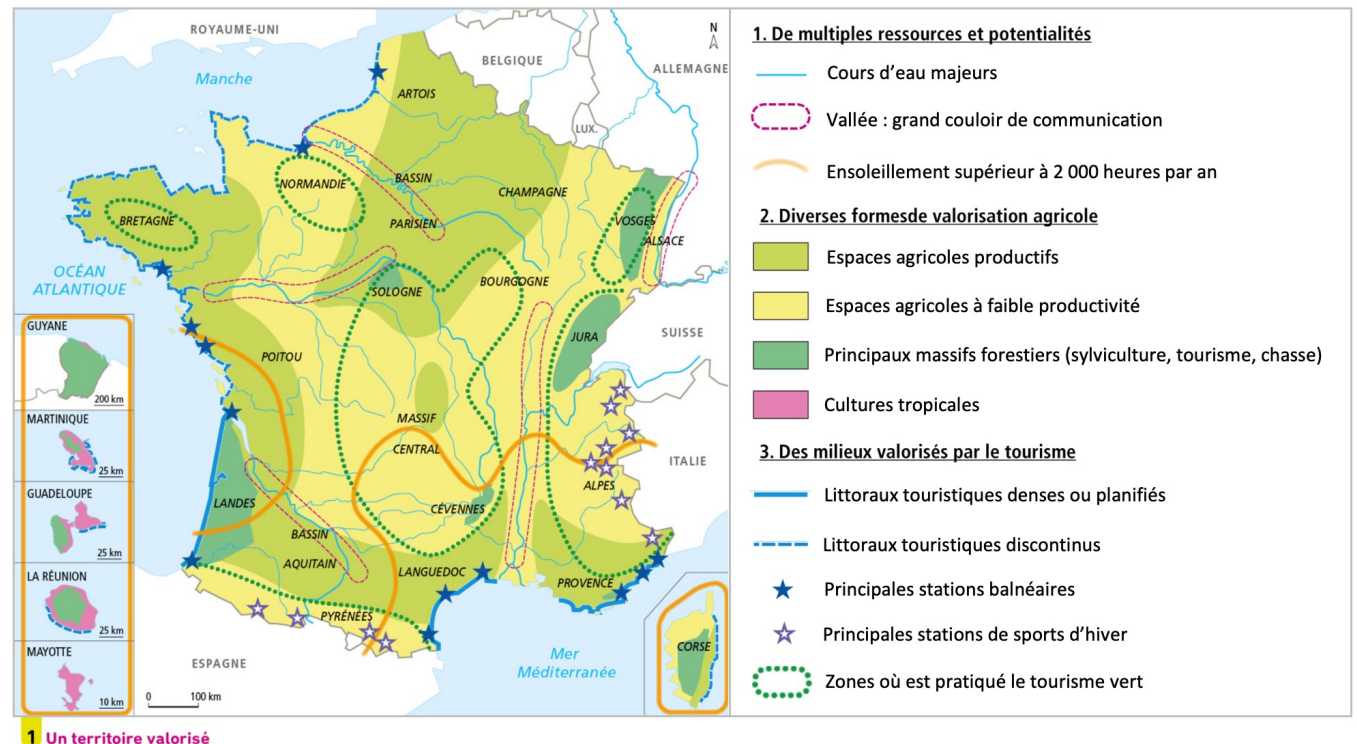 ROYAUME-UNI
N
Manche
BELGIQUE
ALLEMAGNE
ARTOIS
LUX.
NORMANDIE
BASSIN
PARISIEN
CHAMPAGNE
VOSGES
ALSACE
BRETAGNE
OCÉAN
ATLANTIQUE
SOLOGNE
BOURGOGNE
JURA
SUISSE
POITOU
MASSIF
CENTRAL
ITALIE
ALPES
LANDES
CÉVENNES
BASSIN
AQUITAIN
LANGUEDOC
PROVENCE
PYRÉNÉES
ESPAGNE
Mer
Méditerranée
CORSE
0 100 km
GUYANE
200 km
MARTINIQUE
25 km
GUADELOUPE
25 km
LA RÉUNION
25 km
MAYOTTE
10 km
1. De multiples ressources et potentialités
Cours d'eau majeurs
Vallée : grand couloir de communication
Ensoleillement supérieur à 2 000 heures par an
2. Diverses formesde valorisation agricole
Espaces agricoles productifs
Espaces agricoles à faible productivité
Principaux massifs forestiers (sylviculture, tourisme, chasse)
Cultures tropicales
3. Des milieux valorisés par le tourisme
Littoraux touristiques denses ou planifiés
Littoraux touristiques discontinus
Principales stations balnéaires
Principales stations de sports d'hiver
Zones où est pratiqué le tourisme vert
1 Un territoire valorisé